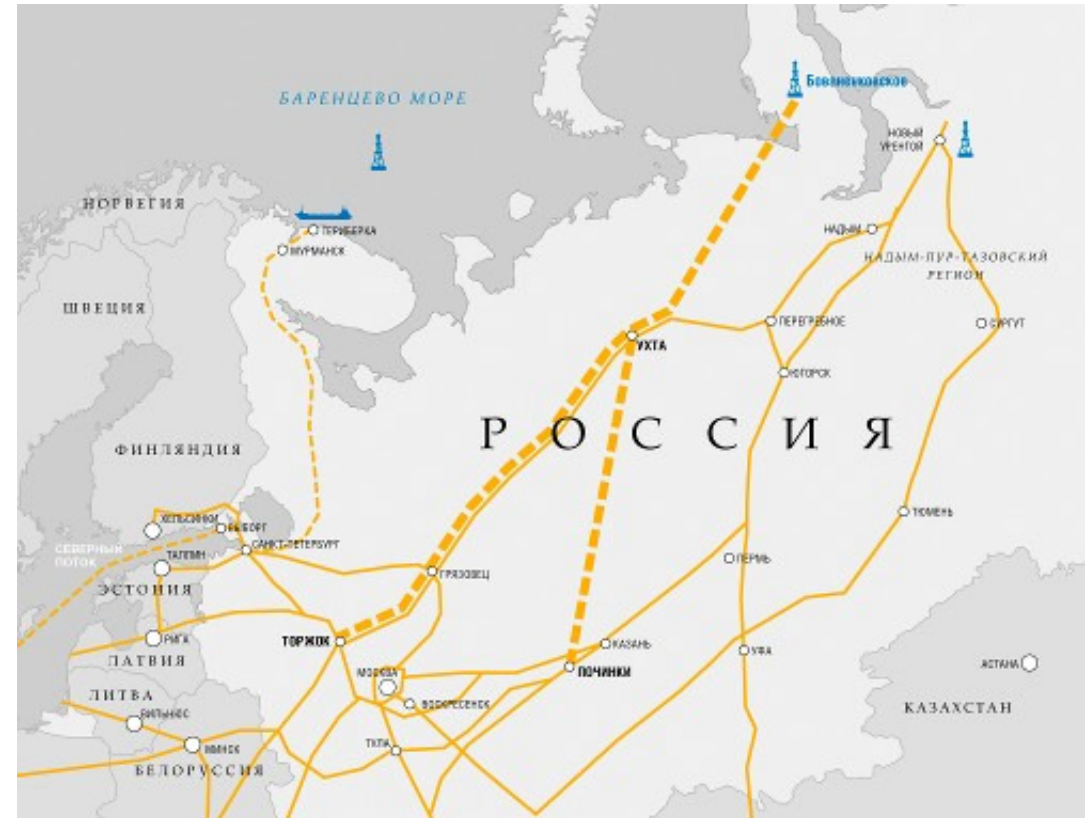 БАРЕНЦЕВО МОРЕ
Бованенковское
НОВЫЙ
УРЕНГОЙ
НОРВЕГИЯ
ТЕРИБЕРКА
МУРМАНСК
НАДЫМ
НАДЫМ-ПУР-ТАЗОВСКИЙ
РЕГИОН
ШВЕЦИЯ
ПЕРЕГРЕБНОЕ
СУРГУТ
УХТА
ЮГОРСК
РОССИЯ
ФИНЛЯНДИЯ
ХЕЛЬСИНКИ
ВЫБОРГ
ТЮМЕНЬ
САНКТ-ПЕТЕРБУРГ
СЕВЕРНЫЙ
ПОТОК
ТАЛЛИН
ПЕРМЬ
ГРЯЗОВЕЦ
ЭСТОНИЯ
ТОРЖОК
РИГА
КАЗАНЬ
УФА
ЛАТВИЯ
МОСКВА
ПОЧИНКИ
АСТАНА
ЛИТВА
ВОСКРЕСЕНСК
КАЗАХСТАН
ВИЛЬНЮС
ТУЛА
МИНСК
БЕЛОРУССИЯ